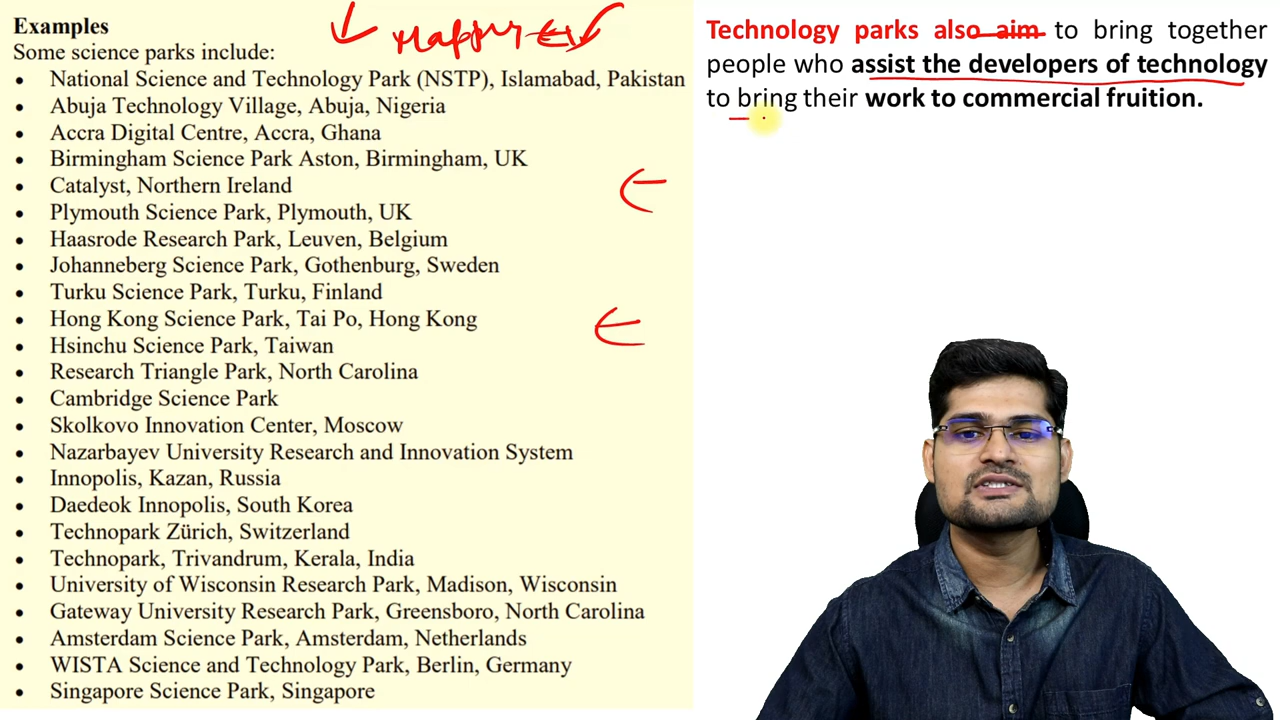 Examples
Some science parks include:
• National Science and Technology Park (NSTP), Islamabad, Pakistan
• Abuja Technology Village, Abuja, Nigeria
• Accra Digital Centre, Accra, Ghana
• Birmingham Science Park Aston, Birmingham, UK
• Catalyst, Northern Ireland
• Plymouth Science Park, Plymouth, UK
• Haasrode Research Park, Leuven, Belgium
• Johanneberg Science Park, Gothenburg, Sweden
• Turku Science Park, Turku, Finland
• Hong Kong Science Park, Tai Po, Hong Kong
• Hsinchu Science Park, Taiwan
• Research Triangle Park, North Carolina
• Cambridge Science Park
• Skolkovo Innovation Center, Moscow
• Nazarbayev University Research and Innovation System
• Innopolis, Kazan, Russia
• Daedeok Innopolis, South Korea
• Technopark Zürich, Switzerland
• Technopark, Trivandrum, Kerala, India
• University of Wisconsin Research Park, Madison, Wisconsin
• Gateway University Research Park, Greensboro, North Carolina
• Amsterdam Science Park, Amsterdam, Netherlands
• WISTA Science and Technology Park, Berlin, Germany
• Singapore Science Park, Singapore
Technology parks also aim to bring together
people who assist the developers of technology
to bring their work to commercial fruition.